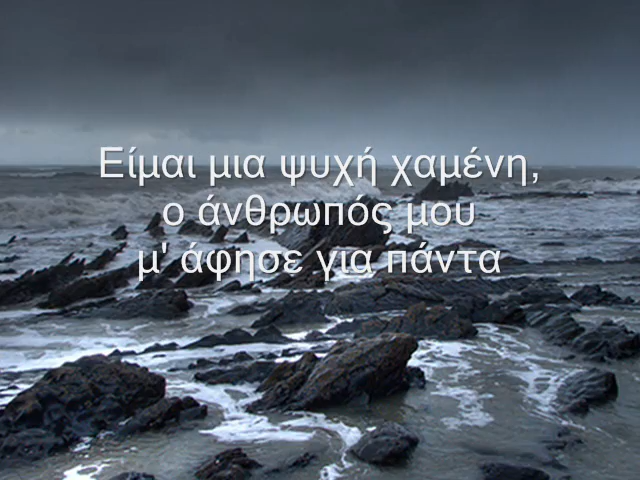 Είμαι μια ψυχή χαμένη,
ο άνθρωπός μου
μ' άφησε για πάντα